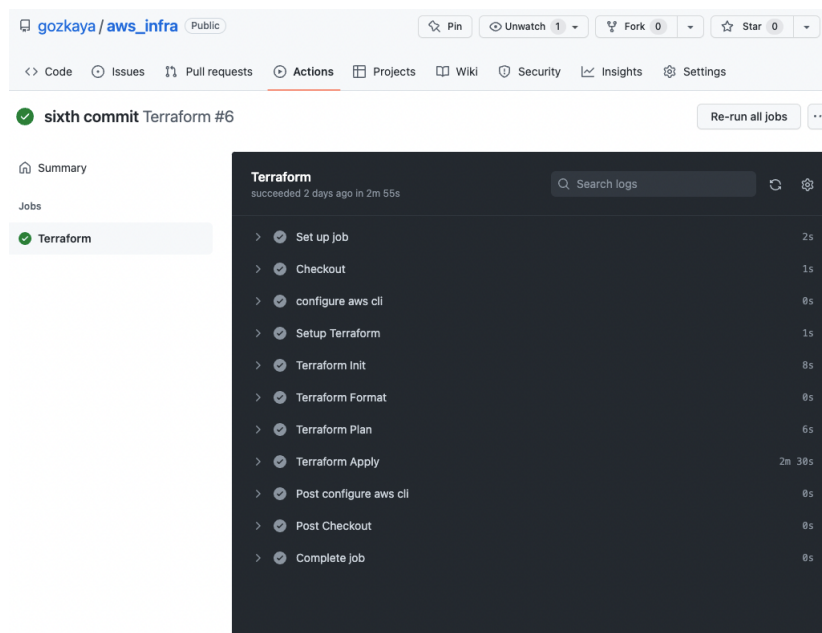 gozkaya / aws_infra Public Pin Unwatch 1 Fork 0 Star 0
Code Issues Pull requests Actions Projects Wiki Security Insights Settings
sixth commit Terraform #6 Re-run all jobs
Summary
Jobs
Terraform
Terraform
succeeded 2 days ago in 2m 55s
Search logs
Set up job 2s
Checkout 1s
configure aws cli 0s
Setup Terraform 1s
Terraform Init 8s
Terraform Format 0s
Terraform Plan 6s
Terraform Apply 2m 30s
Post configure aws cli 0s
Post Checkout 0s
Complete job 0s